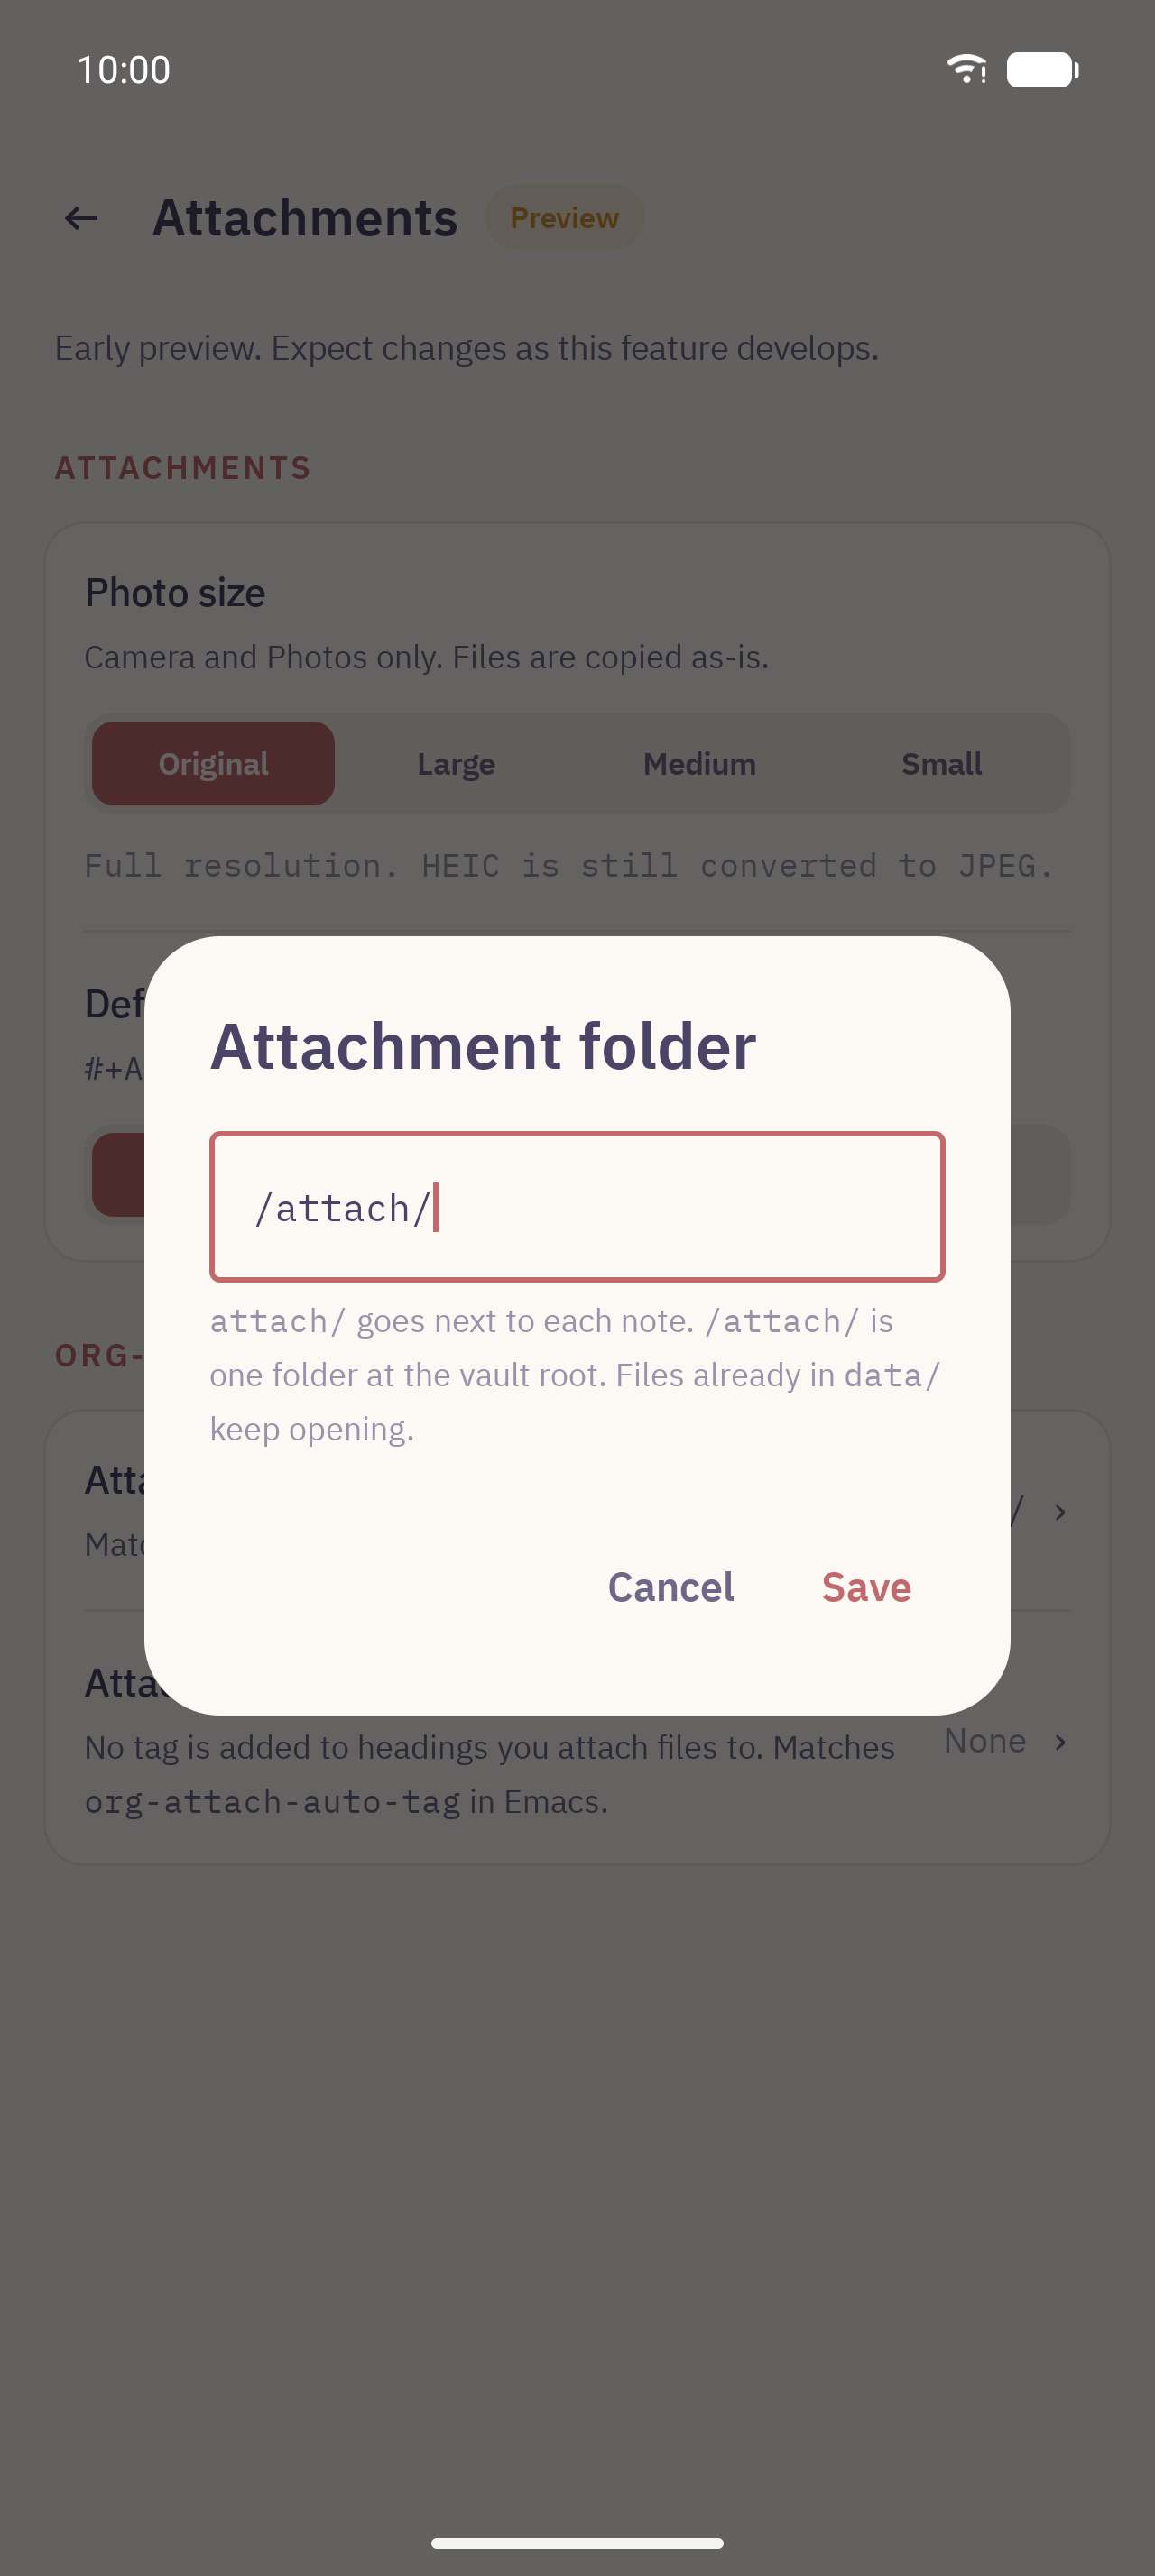 10:00
Attachments
Preview
Early preview. Expect changes as this feature develops.
ATTACHMENTS
Photo size
Camera and Photos only. Files are copied as-is.
Original Large Medium Small
Full resolution. HEIC is still converted to JPEG.
Attachment folder
/attach/
attach/ goes next to each note. /attach/ is
one folder at the vault root. Files already in data/
keep opening.
Cancel Save
No tag is added to headings you attach files to. Matches
org-attach-auto-tag in Emacs.
None